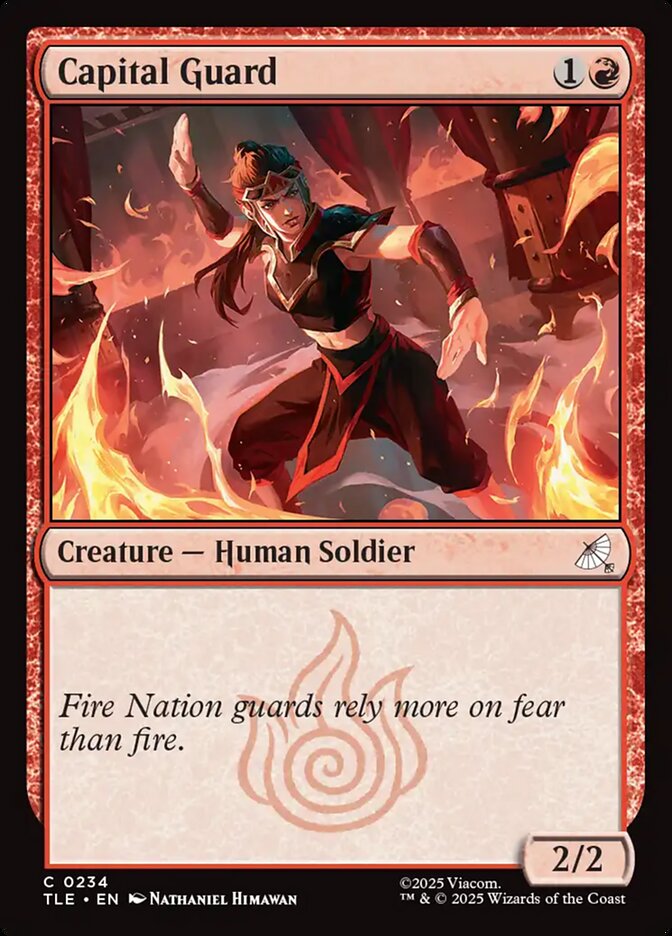 Capital Guard 1
Creature — Human Soldier
Fire Nation guards rely more on fear
than fire.
2/2
C 0234
TLE • EN NATHANIEL HIMAWAN
©2025 Viacom.
™ & © 2025 Wizards of the Coast